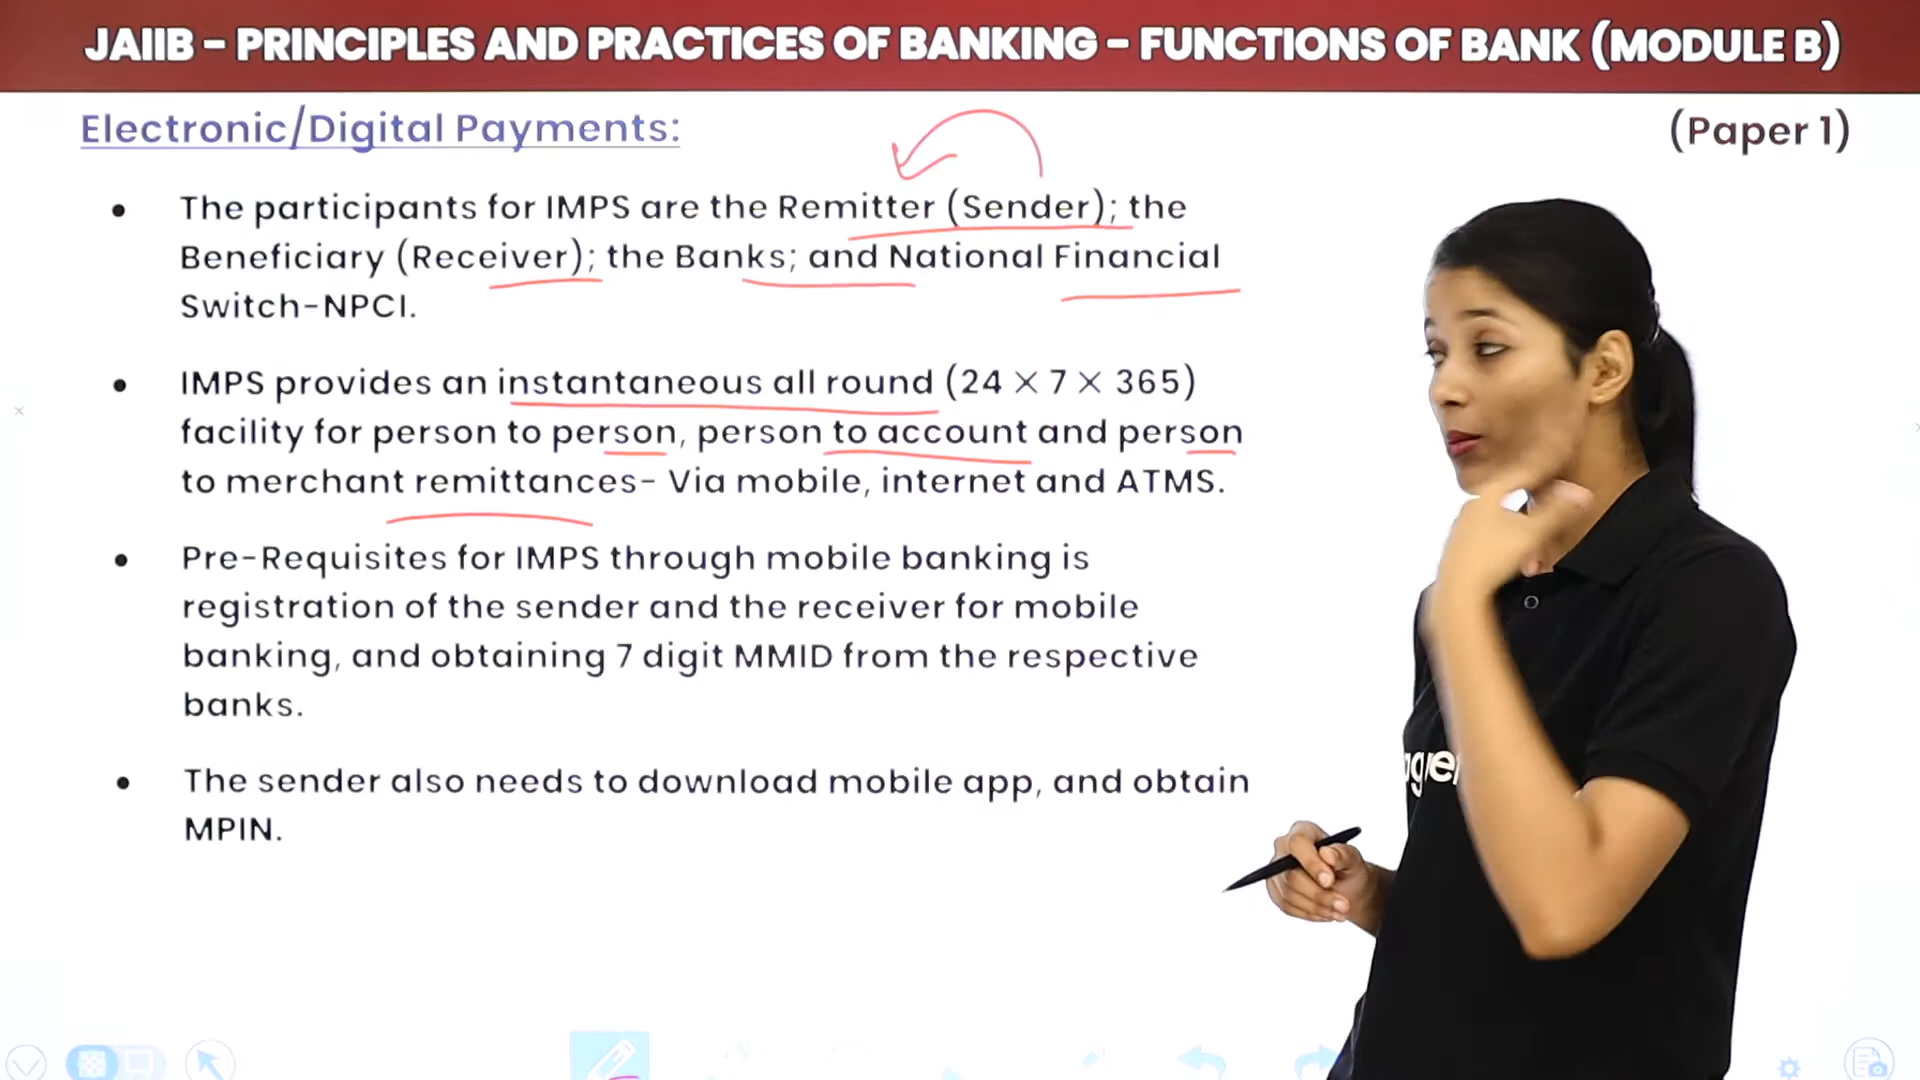 JAIIB - PRINCIPLES AND PRACTICES OF BANKING - FUNCTIONS OF BANK (MODULE B)
Electronic/Digital Payments:
(Paper 1)
• The participants for IMPS are the Remitter (Sender); the
Beneficiary (Receiver); the Banks; and National Financial
Switch-NPCI.
• IMPS provides an instantaneous all round (24 × 7 × 365)
facility for person to person, person to account and person
to merchant remittances- Via mobile, internet and ATMS.
• Pre-Requisites for IMPS through mobile banking is
registration of the sender and the receiver for mobile
banking, and obtaining 7 digit MMID from the respective
banks.
• The sender also needs to download mobile app, and obtain
MPIN.